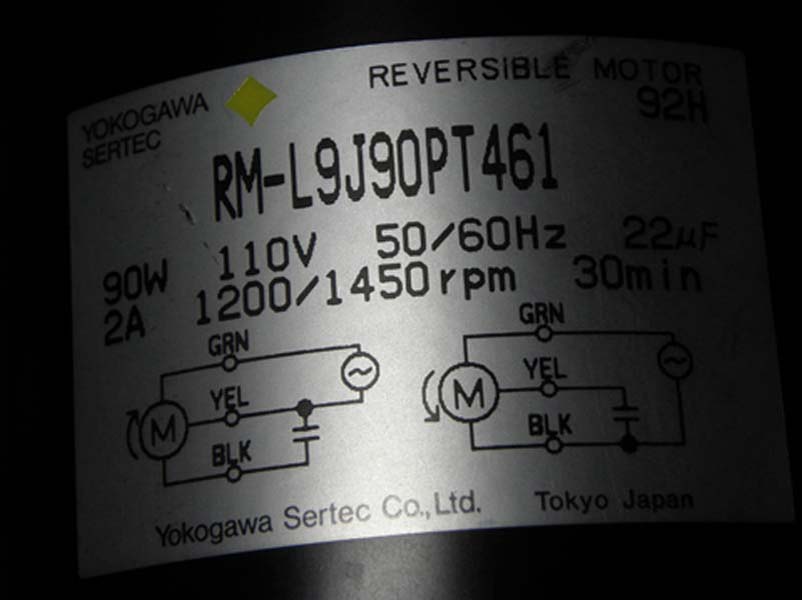 YOKOGAWA
SERTEC
REVERSIBLE MOTOR
92H
RM-L9J90PT461
90W 110V 50/60Hz 22μF
2A 1200/1450rpm 30min
GRN
YEL
M
BLK
GRN
YEL
M
BLK
Yokogawa Sertec Co.,Ltd. Tokyo Japan